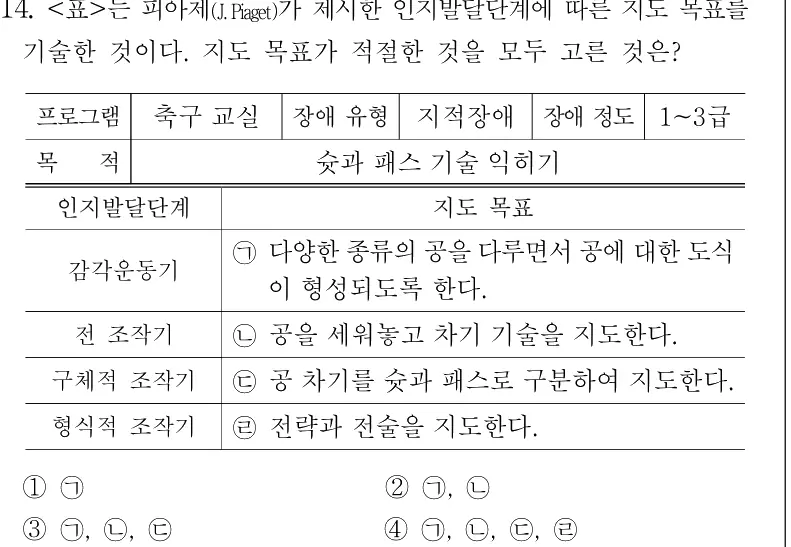 14. <표>는 피아제(J. Piaget)가 제시한 인지발달단계에 따른 지도 목표를
기술한 것이다. 지도 목표가 적절한 것을 모두 고른 것은?
프로그램 축구 교실 장애 유형 지적장애 장애 정도 1~3급
목 적 슛과 패스 기술 익히기
인지발달단계 지도 목표
감각운동기 ㉠ 다양한 종류의 공을 다루면서 공에 대한 도식
이 형성되도록 한다.
전 조작기 ㉡ 공을 세워놓고 차기 기술을 지도한다.
구체적 조작기 ㉢ 공 차기를 슛과 패스로 구분하여 지도한다.
형식적 조작기 ㉣ 전략과 전술을 지도한다.
① ㉠ ② ㉠, ㉡
③ ㉠, ㉡, ㉢ ④ ㉠, ㉡, ㉢, ㉣